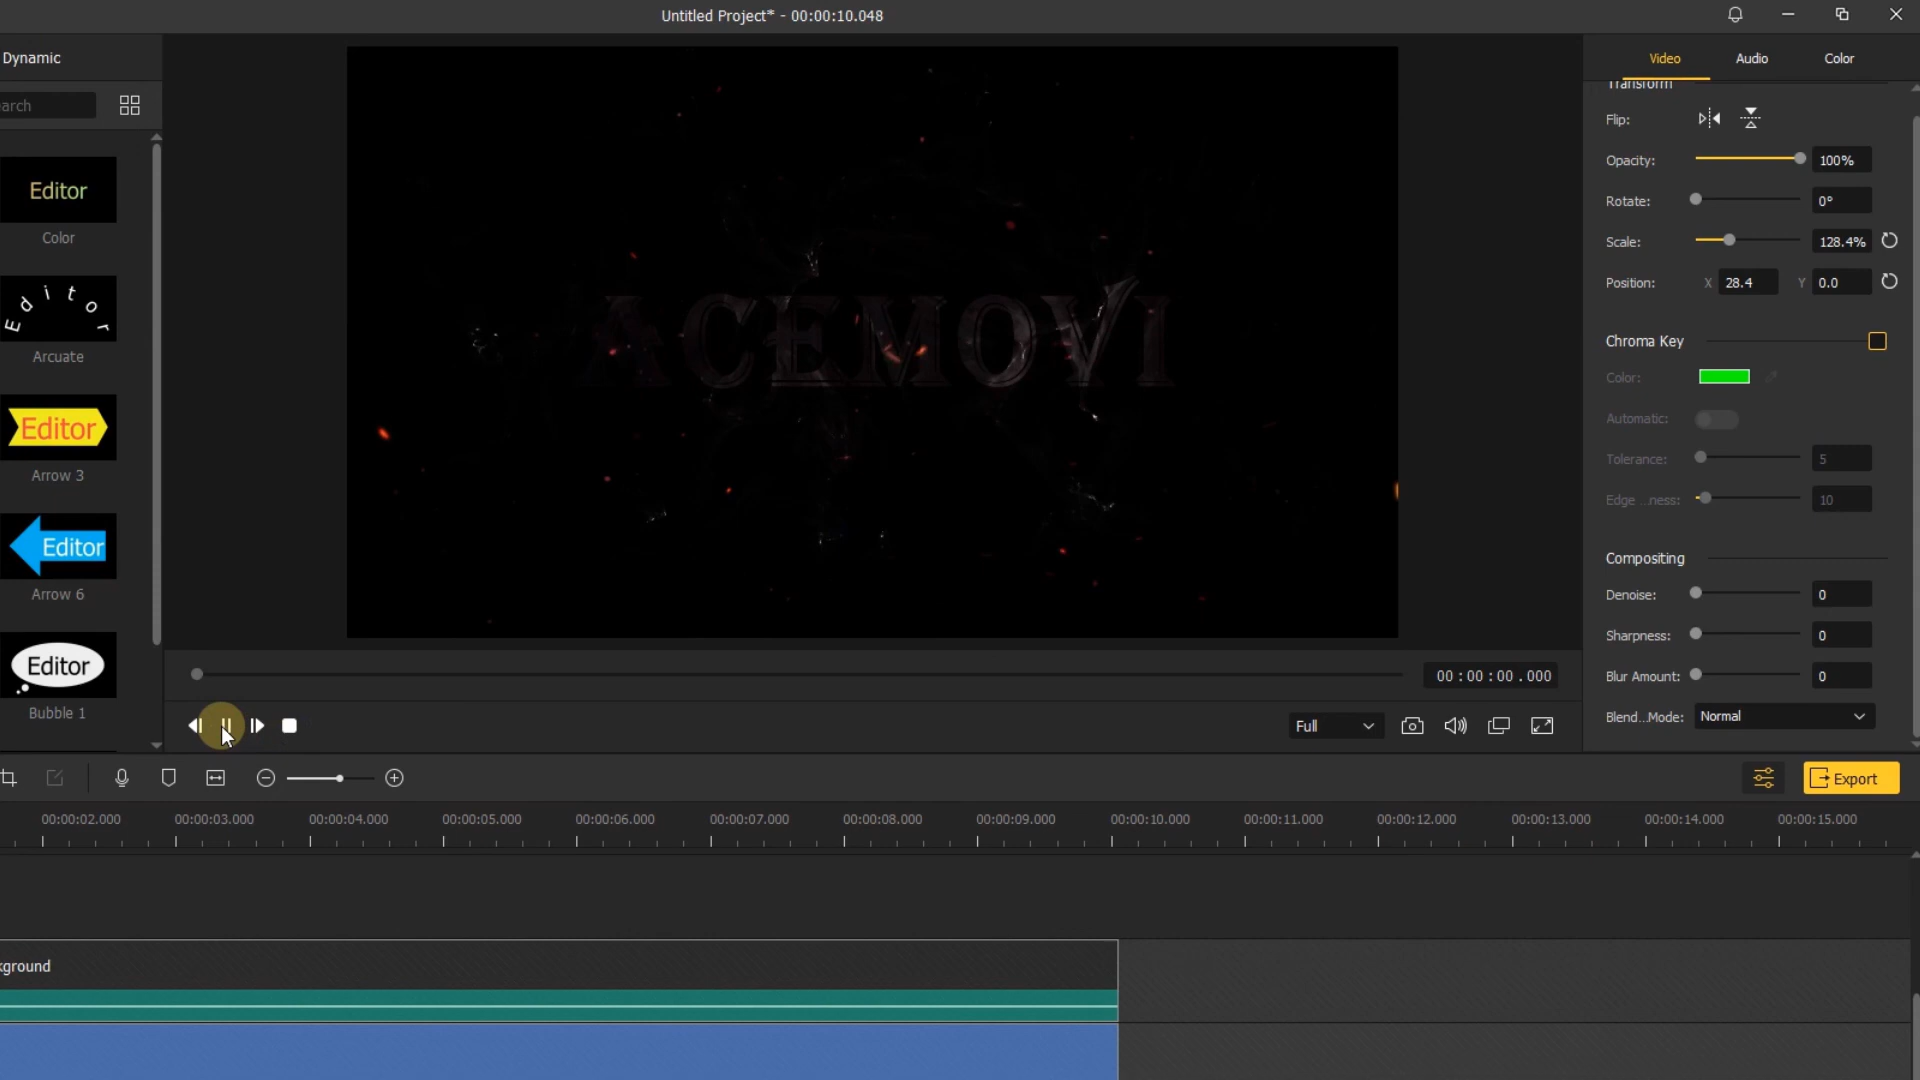 Untitled Project* - 00:00:10.048
Dynamic
arch
Editor
Color
Editor
Arcuate
Editor
Arrow 3
Editor
Arrow 6
Editor
Bubble 1
ACEMOVI
00:00:00.000
Full
Video Audio Color
Transform
Flip:
Opacity: 100%
Rotate: 0°
Scale: 128.4%
Position: X 28.4 Y 0.0
Chroma Key
Color:
Automatic:
Tolerance: 5
Edge ...ness: 10
Compositing
Denoise: 0
Sharpness: 0
Blur Amount: 0
Blend...Mode: Normal
Export
00:00:02.000 00:00:03.000 00:00:04.000 00:00:05.000 00:00:06.000 00:00:07.000 00:00:08.000 00:00:09.000 00:00:10.000 00:00:11.000 00:00:12.000 00:00:13.000 00:00:14.000 00:00:15.000
kground